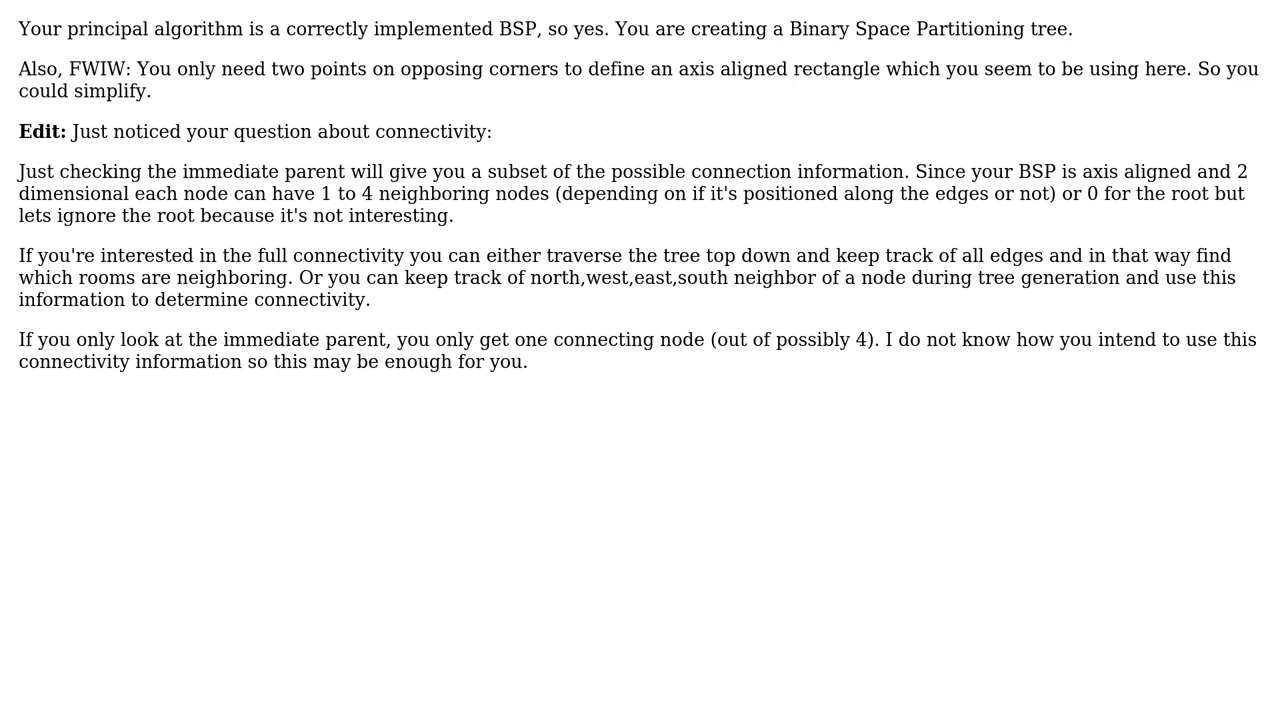 Your principal algorithm is a correctly implemented BSP, so yes. You are creating a Binary Space Partitioning tree.
Also, FWIW: You only need two points on opposing corners to define an axis aligned rectangle which you seem to be using here. So you
could simplify.
Edit: Just noticed your question about connectivity:
Just checking the immediate parent will give you a subset of the possible connection information. Since your BSP is axis aligned and 2
dimensional each node can have 1 to 4 neighboring nodes (depending on if it's positioned along the edges or not) or 0 for the root but
lets ignore the root because it's not interesting.
If you're interested in the full connectivity you can either traverse the tree top down and keep track of all edges and in that way find
which rooms are neighboring. Or you can keep track of north,west,east,south neighbor of a node during tree generation and use this
information to determine connectivity.
If you only look at the immediate parent, you only get one connecting node (out of possibly 4). I do not know how you intend to use this
connectivity information so this may be enough for you.